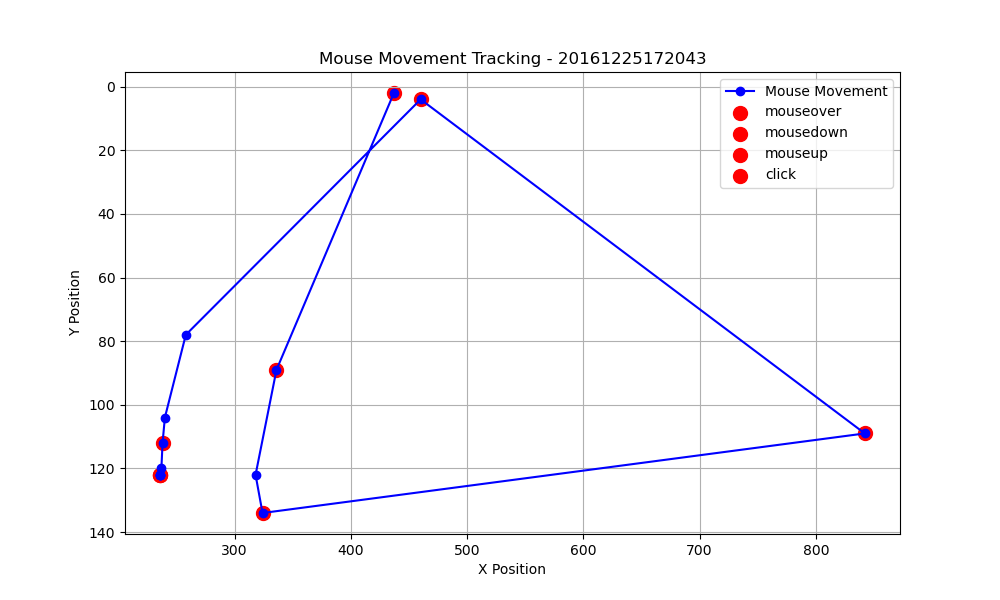 Mouse Movement Tracking - 20161225172043
Mouse Movement
mouseover
mousedown
mouseup
click
0
20
40
60
80
100
120
140
Y Position
300 400 500 600 700 800
X Position